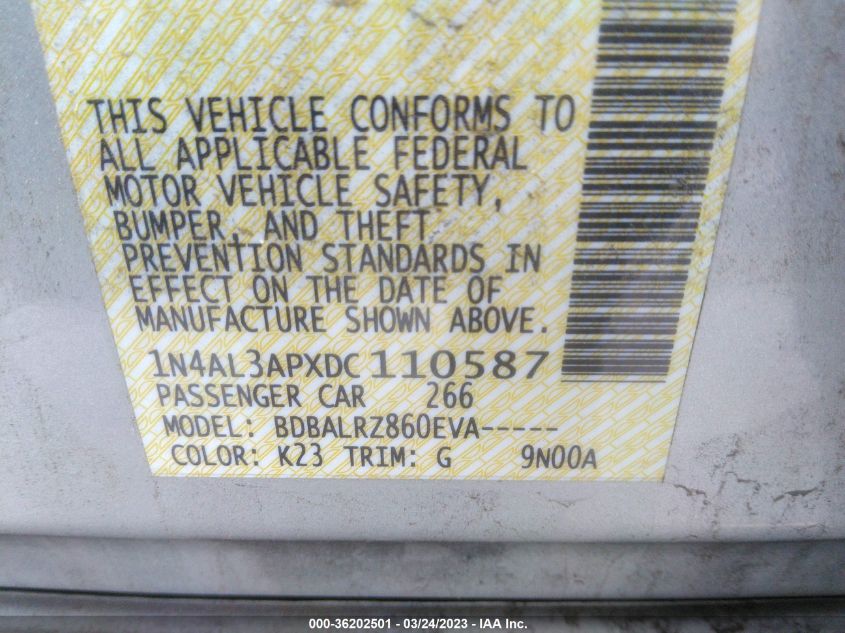 THIS VEHICLE CONFORMS TO
ALL APPLICABLE FEDERAL
MOTOR VEHICLE SAFETY,
BUMPER, AND THEFT
PREVENTION STANDARDS IN
EFFECT ON THE DATE OF
MANUFACTURE SHOWN ABOVE.
1N4AL3APXDC110587
PASSENGER CAR 266
MODEL: BDBALRZ860EVA-----
COLOR: K23 TRIM: G 9N00A
000-36202501 - 03/24/2023 - IAA Inc.